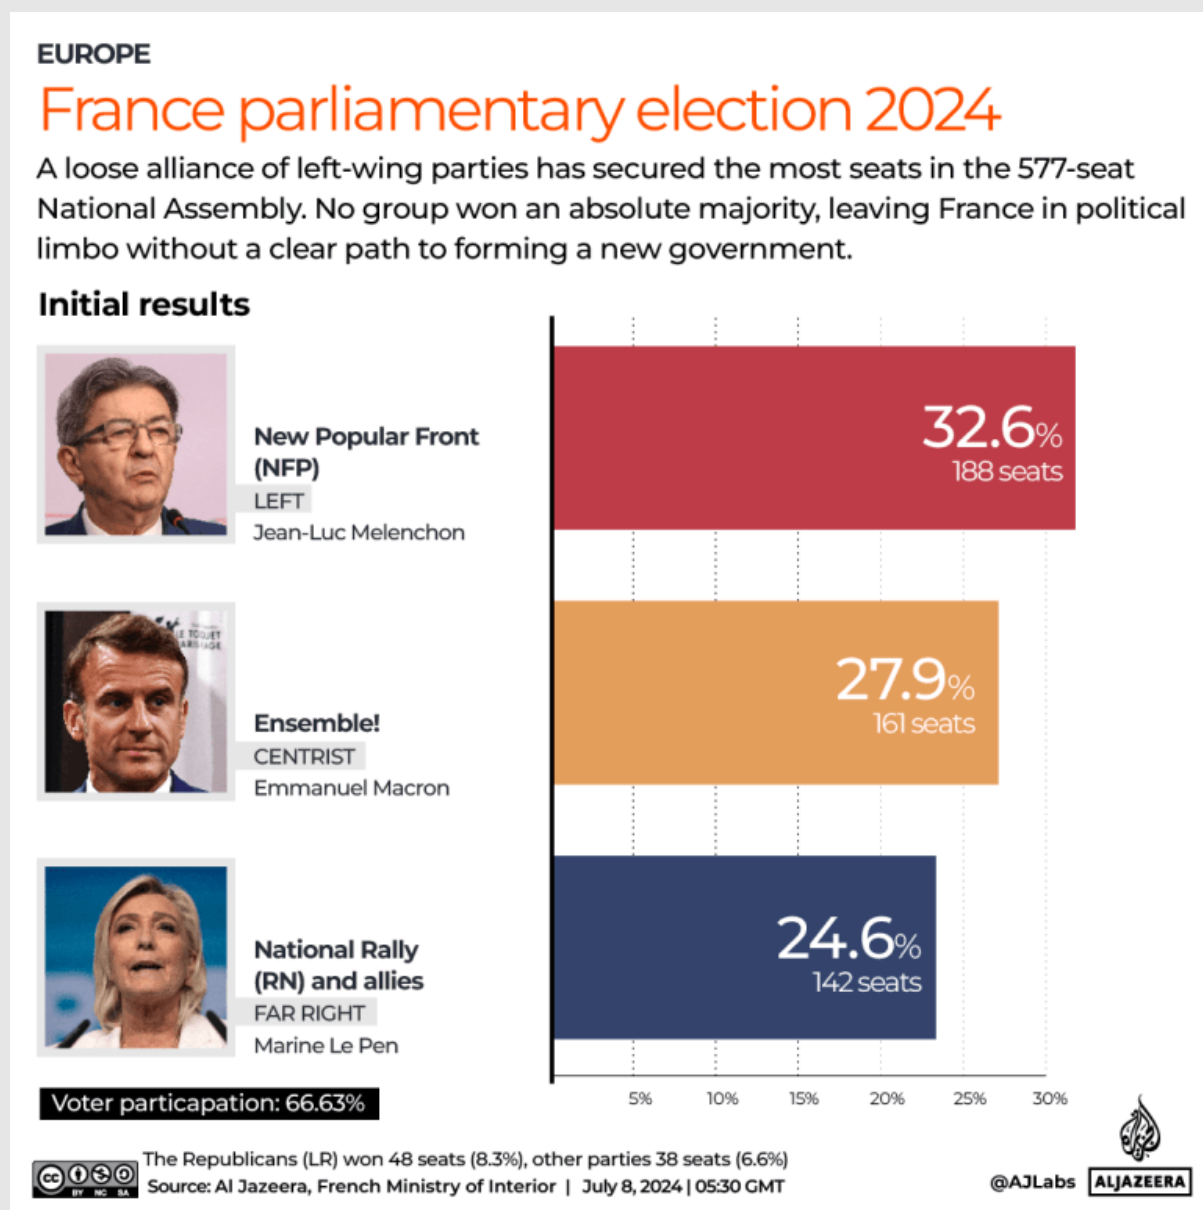 EUROPE
France parliamentary election 2024
A loose alliance of left-wing parties has secured the most seats in the 577-seat
National Assembly. No group won an absolute majority, leaving France in political
limbo without a clear path to forming a new government.
Initial results
New Popular Front
(NFP)
LEFT
Jean-Luc Melenchon
32.6%
188 seats
LE TOUQUET
Ensemble!
CENTRIST
Emmanuel Macron
27.9%
161 seats
National Rally
(RN) and allies
FAR RIGHT
Marine Le Pen
24.6%
142 seats
5% 10% 15% 20% 25% 30%
Voter particapation: 66.63%
The Republicans (LR) won 48 seats (8.3%), other parties 38 seats (6.6%)
Source: Al Jazeera, French Ministry of Interior | July 8, 2024 | 05:30 GMT
cc BY NC SA
@AJLabs ALJAZEERA